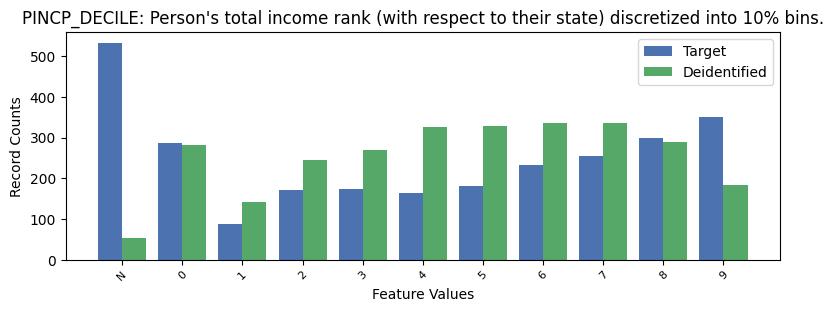 PINCP_DECILE: Person's total income rank (with respect to their state) discretized into 10% bins.
Target
Deidentified
Record Counts
500
400
300
200
100
0
N 0 1 2 3 4 5 6 7 8 9
Feature Values